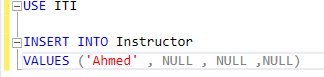 USE ITI
INSERT INTO Instructor
VALUES ('Ahmed' , NULL , NULL ,NULL)